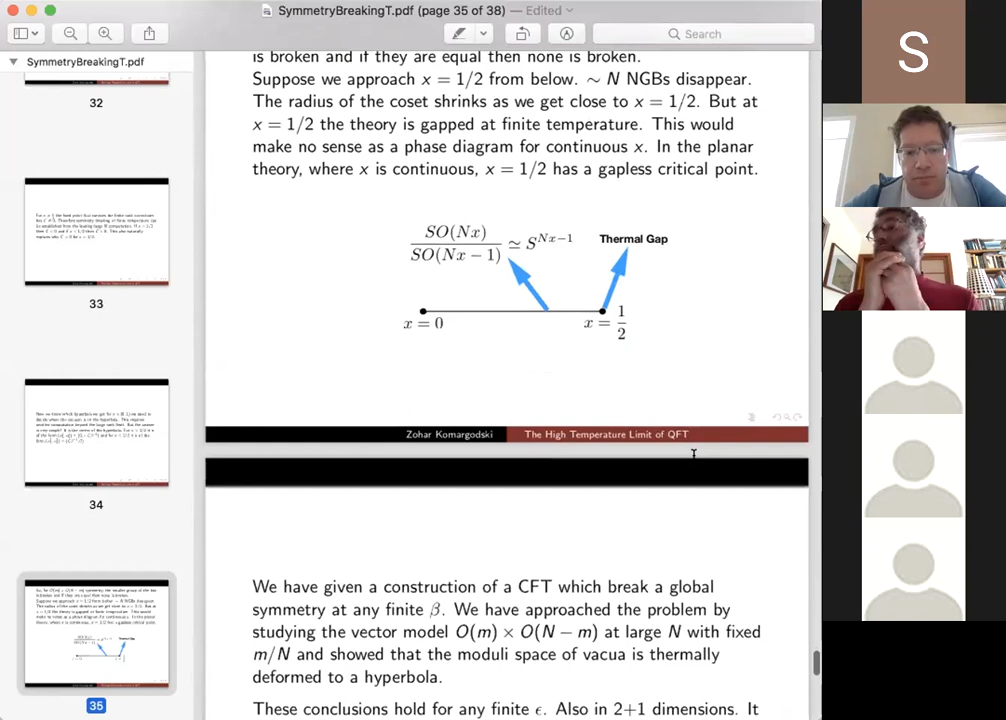 SymmetryBreakingT.pdf (page 35 of 38) — Edited
Search
SymmetryBreakingT.pdf
32
33
34
35
is broken and if they are equal then none is broken.
Suppose we approach x = 1/2 from below. ∼ N NGBs disappear.
The radius of the coset shrinks as we get close to x = 1/2. But at
x = 1/2 the theory is gapped at finite temperature. This would
make no sense as a phase diagram for continuous x. In the planar
theory, where x is continuous, x = 1/2 has a gapless critical point.
SO(Nx)/SO(Nx − 1) ≃ S^{Nx−1}
Thermal Gap
x = 0
x = 1/2
Zohar Komargodski
The High Temperature Limit of QFT
We have given a construction of a CFT which break a global
symmetry at any finite β. We have approached the problem by
studying the vector model O(m) × O(N − m) at large N with fixed
m/N and showed that the moduli space of vacua is thermally
deformed to a hyperbola.
These conclusions hold for any finite ϵ. Also in 2+1 dimensions. It
S